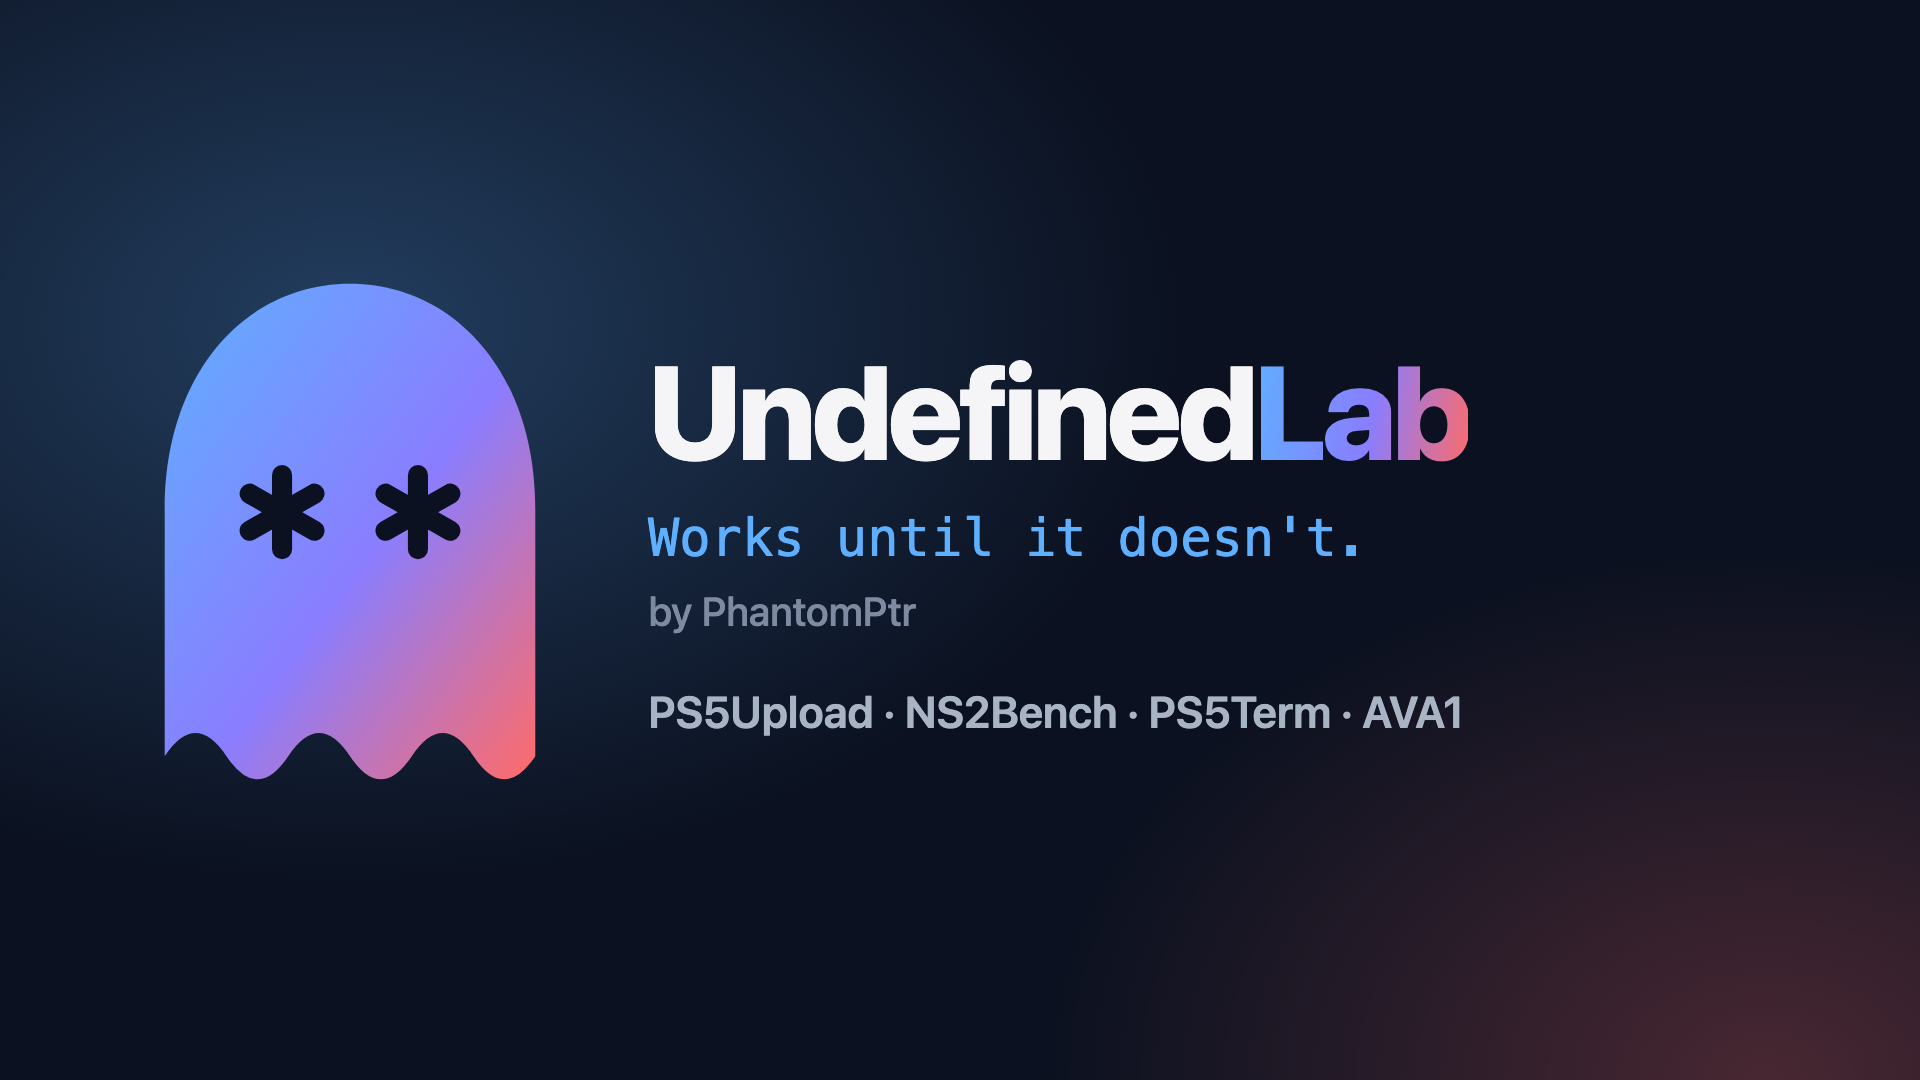 UndefinedLab
Works until it doesn't.
by PhantomPtr
PS5Upload · NS2Bench · PS5Term · AVA1